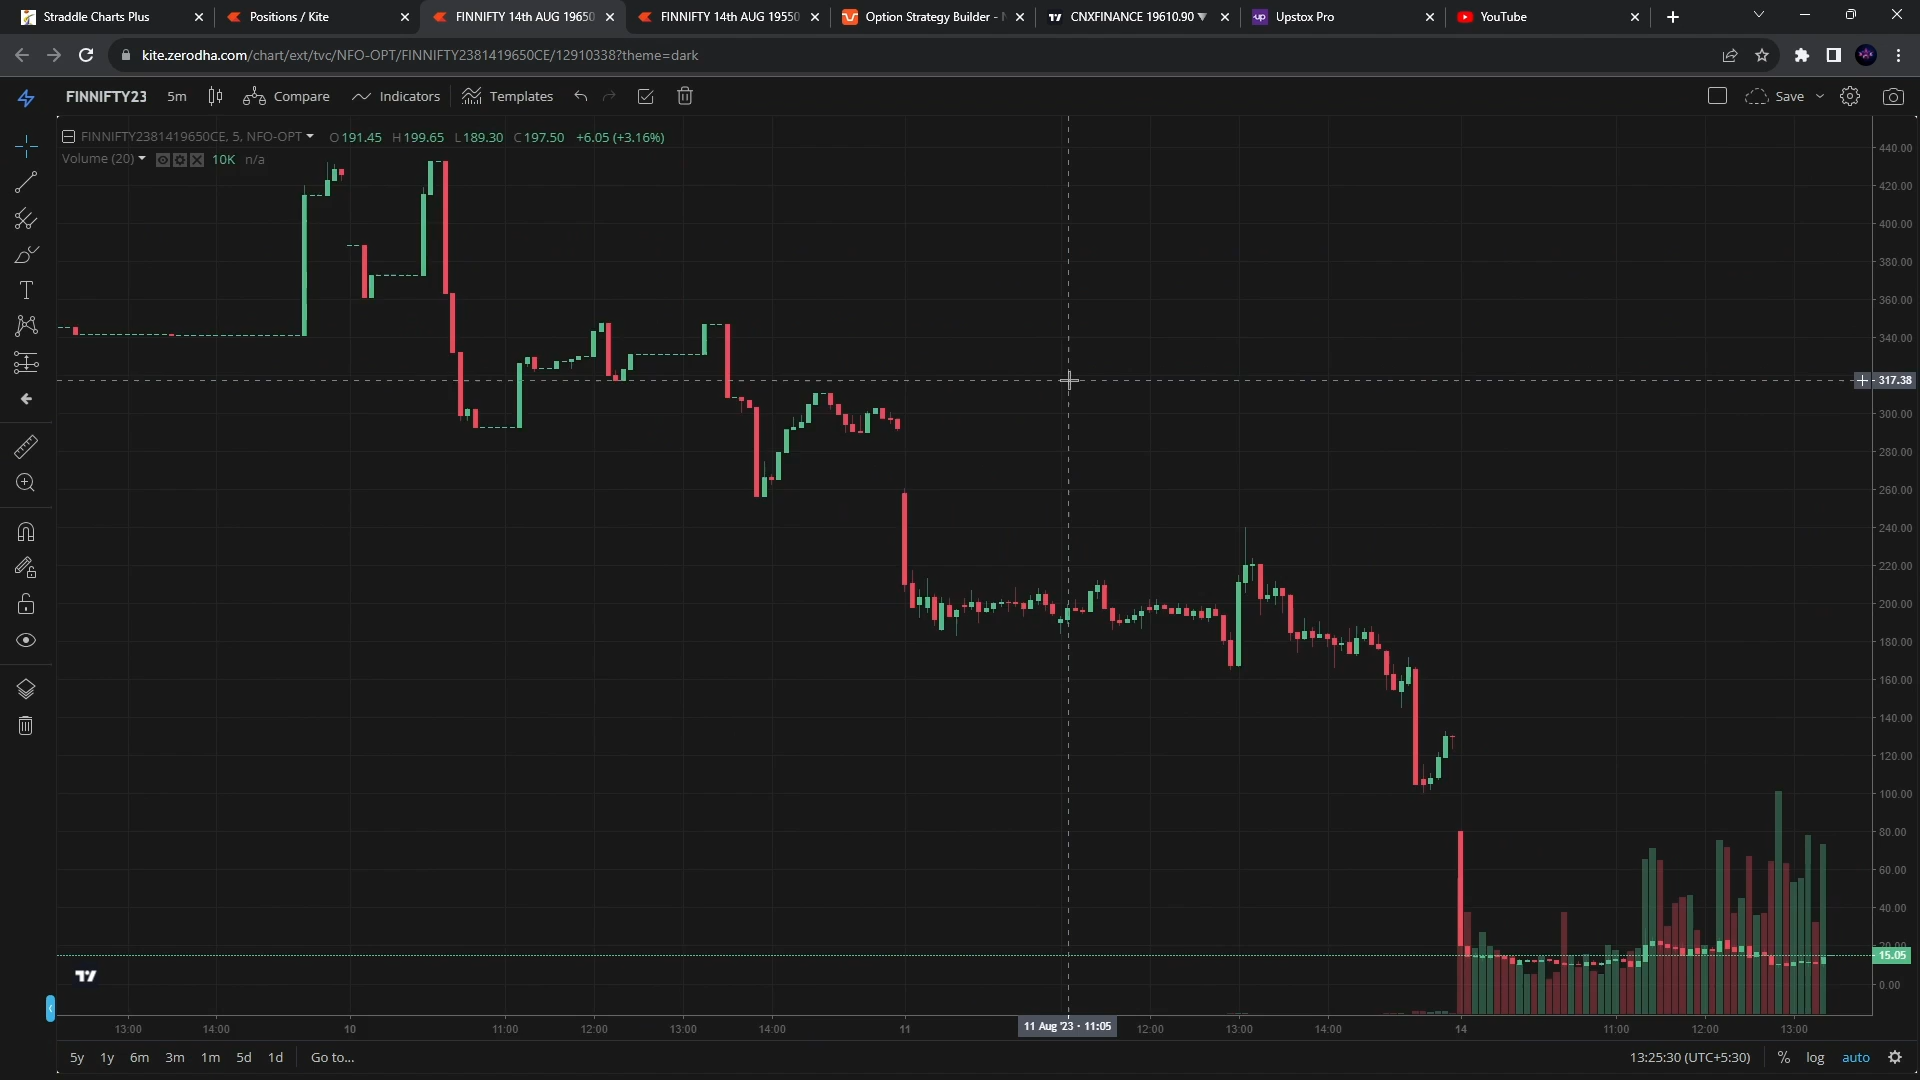 Straddle Charts Plus
Positions / Kite
FINNIFTY 14th AUG 19650
FINNIFTY 14th AUG 19550
Option Strategy Builder -
CNXFINANCE 19610.90 ▼
Upstox Pro
YouTube
kite.zerodha.com/chart/ext/tvc/NFO-OPT/FINNIFTY2381419650CE/12910338?theme=dark
FINNIFTY23
5m
Compare
Indicators
Templates
Save
FINNIFTY2381419650CE, 5, NFO-OPT
O191.45 H199.65 L189.30 C197.50 +6.05 (+3.16%)
Volume (20)
10K n/a
440.00
420.00
400.00
380.00
360.00
340.00
317.38
300.00
280.00
260.00
240.00
220.00
200.00
180.00
160.00
140.00
120.00
100.00
80.00
60.00
40.00
20.00
15.05
0.00
13:00
14:00
10
11:00
12:00
13:00
14:00
11
11 Aug '23 • 11:05
12:00
13:00
14:00
14
11:00
12:00
13:00
5y
1y
6m
3m
1m
5d
1d
Go to...
13:25:30 (UTC+5:30)
%
log
auto